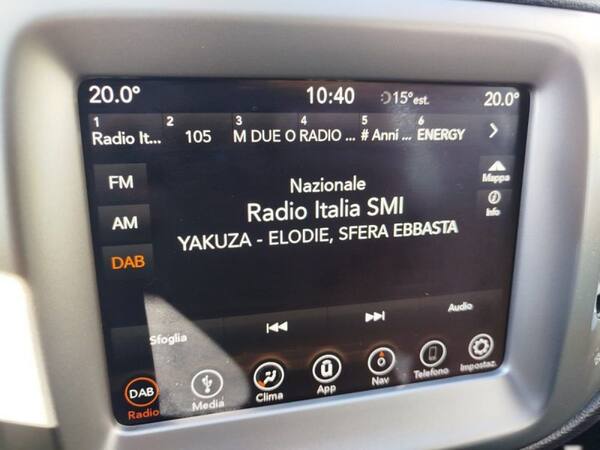 20.0° 10:40 15°est. 20.0°
1 2 3 4 5 6
Radio It... 105 M DUE O RADIO ... # Anni ... ENERGY
FM
AM
DAB
Nazionale
Radio Italia SMI
YAKUZA - ELODIE, SFERA EBBASTA
Mappa
Info
Sfoglia Audio
DAB
Radio Media Clima App Nav Telefono Impostaz.